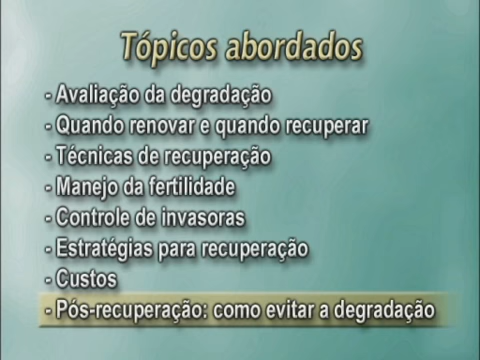 Tópicos abordados
- Avaliação da degradação
- Quando renovar e quando recuperar
- Técnicas de recuperação
- Manejo da fertilidade
- Controle de invasoras
- Estratégias para recuperação
- Custos
- Pós-recuperação: como evitar a degradação